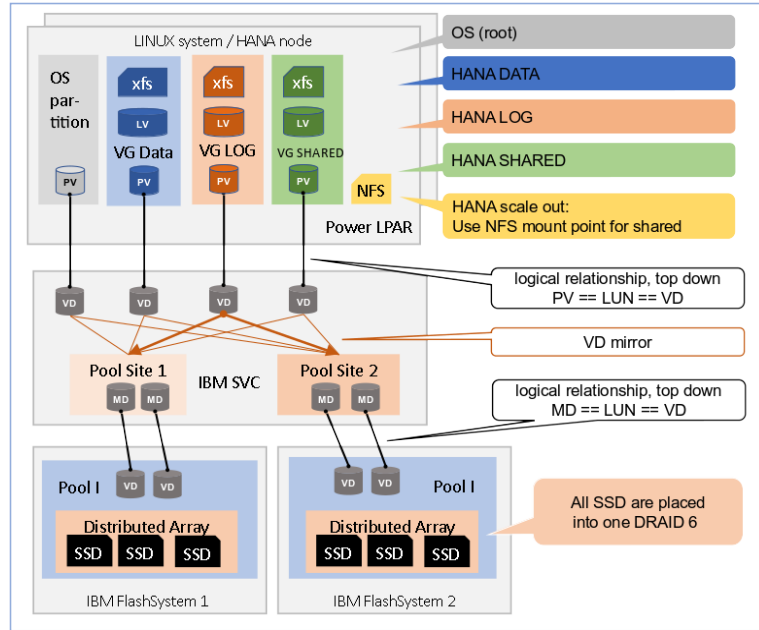 LINUX system / HANA node
OS
par-
tition
PV
xfs
LV
VG Data
PV
xfs
LV
VG LOG
PV
xfs
LV
VG SHARED
PV
NFS
Power LPAR
OS (root)
HANA DATA
HANA LOG
HANA SHARED
HANA scale out:
Use NFS mount point for shared
VD
VD
VD
VD
logical relationship, top down
PV == LUN == VD
VD mirror
Pool Site 1
MD
MD
IBM SVC
Pool Site 2
MD
MD
logical relationship, top down
MD == LUN == VD
Pool I
VD
VD
Distributed Array
SSD
SSD
SSD
IBM FlashSystem 1
VD
VD
Pool I
Distributed Array
SSD
SSD
SSD
IBM FlashSystem 2
All SSD are placed
into one DRAID 6